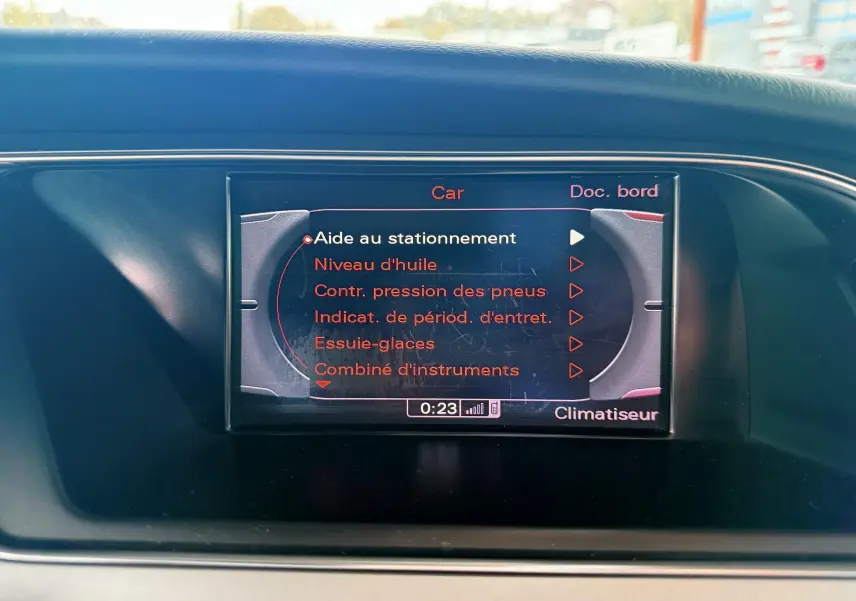 Car
Doc. bord
Aide au stationnement
Niveau d'huile
Contr. pression des pneus
Indicat. de périod. d'entret.
Essuie-glaces
Combiné d'instruments
0:23
Climatiseur